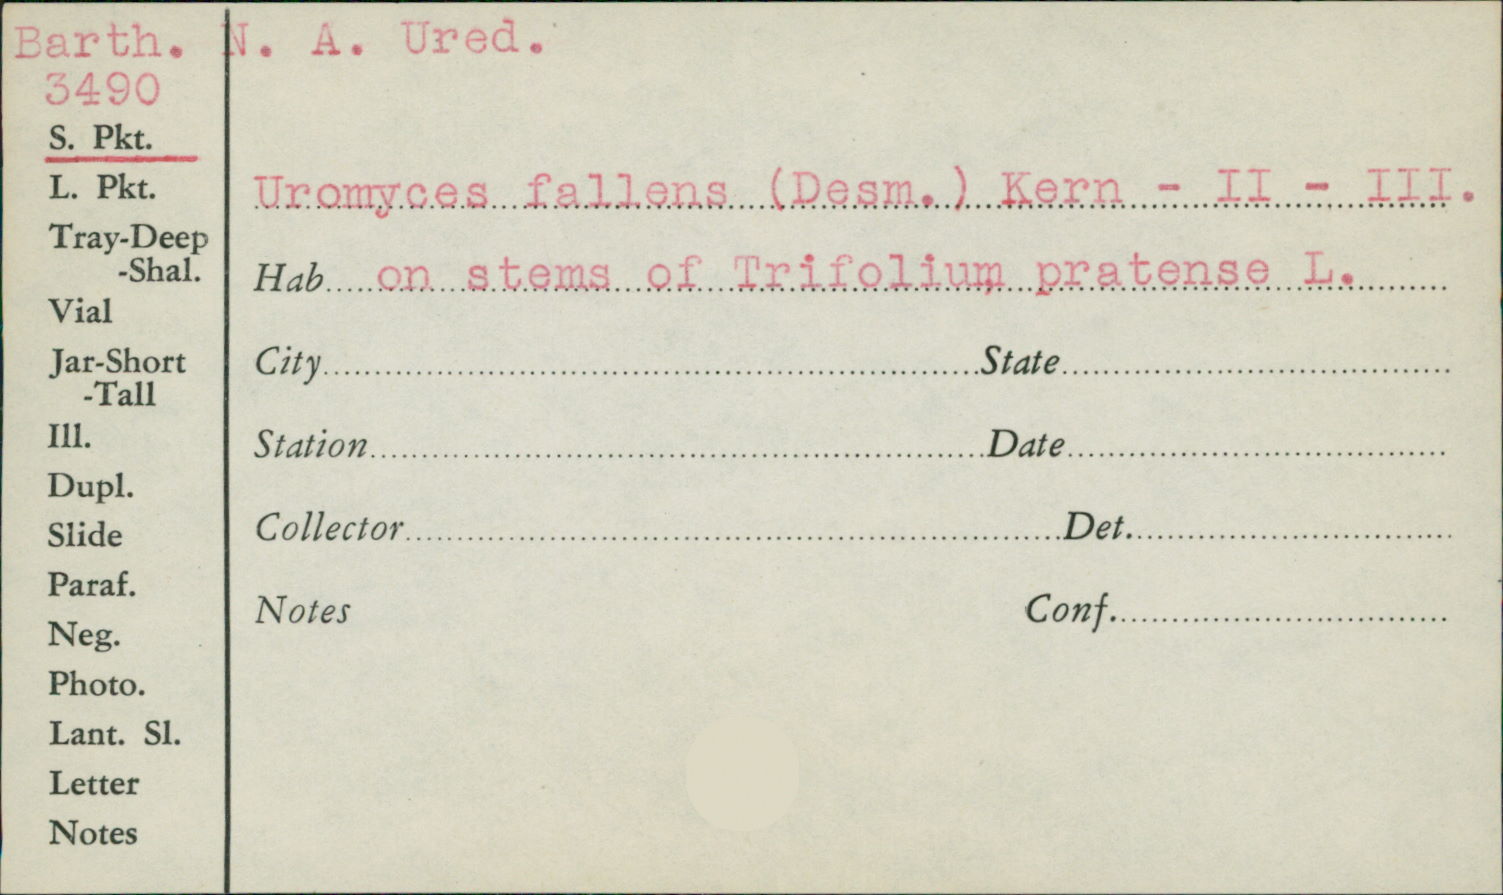 Barth. N. A. Ured.
3490
S. Pkt.
L. Pkt.
Tray-Deep
-Shal.
Vial
Jar-Short
-Tall
Ill.
Dupl.
Slide
Paraf.
Neg.
Photo.
Lant. Sl.
Letter
Notes
Uromyces fallens (Desm.) Kern - II - III.
Hab. on stems of Trifolium pratense L.
City State
Station Date
Collector Det.
Notes Conf.